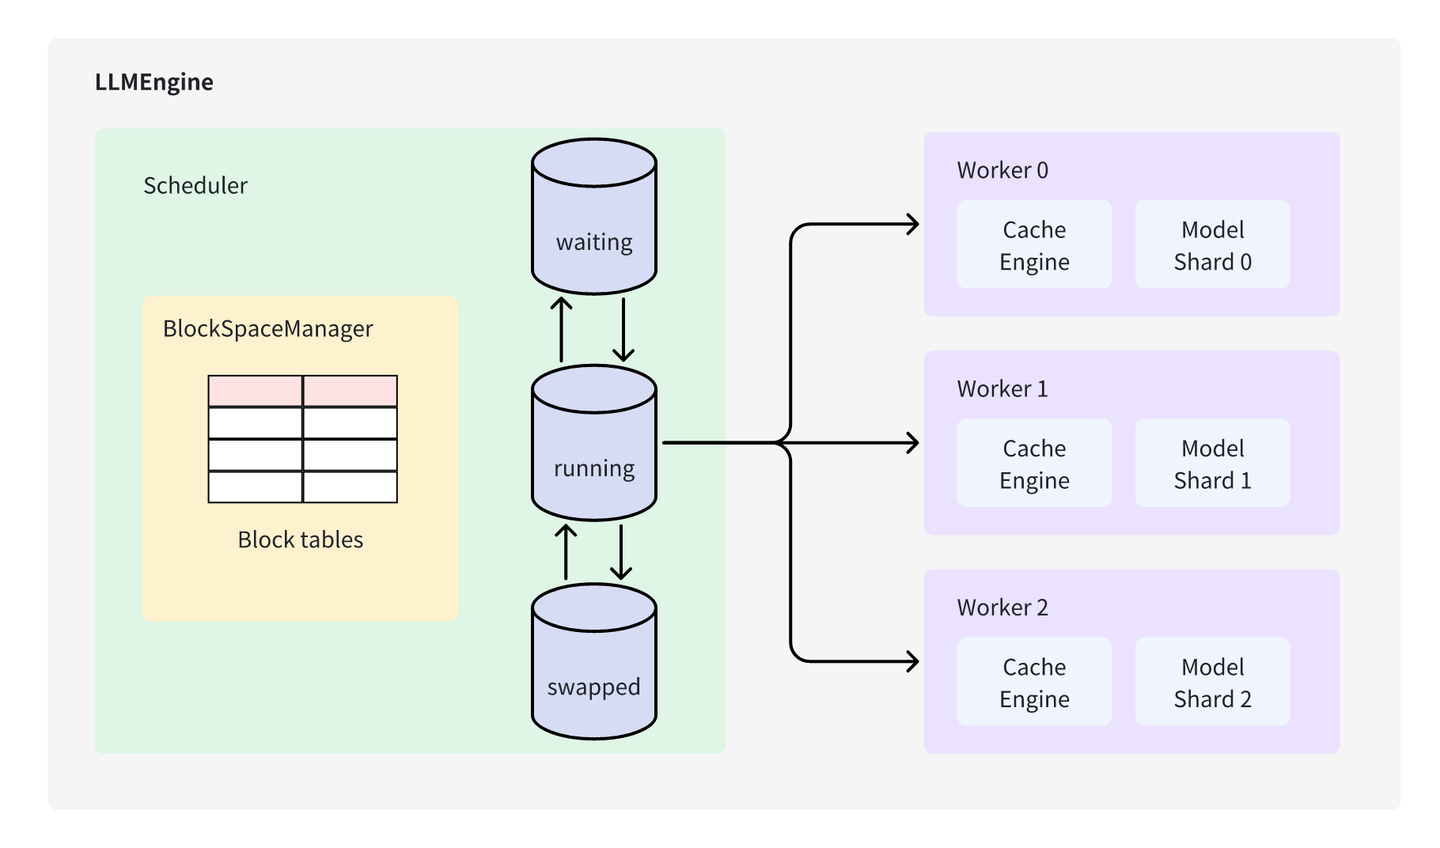 LLMEngine
Scheduler
BlockSpaceManager
Block tables
waiting
running
swapped
Worker 0
Cache
Engine
Model
Shard 0
Worker 1
Cache
Engine
Model
Shard 1
Worker 2
Cache
Engine
Model
Shard 2